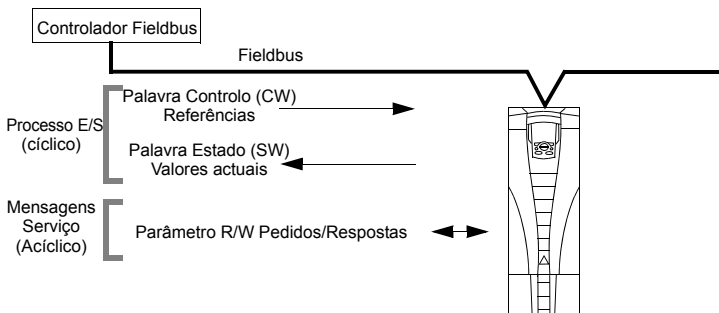 Controlador Fieldbus
Fieldbus
Processo E/S
(cíclico)
Palavra Controlo (CW)
Referências
Palavra Estado (SW)
Valores actuais
Mensagens
Serviço
(Acíclico)
Parâmetro R/W Pedidos/Respostas